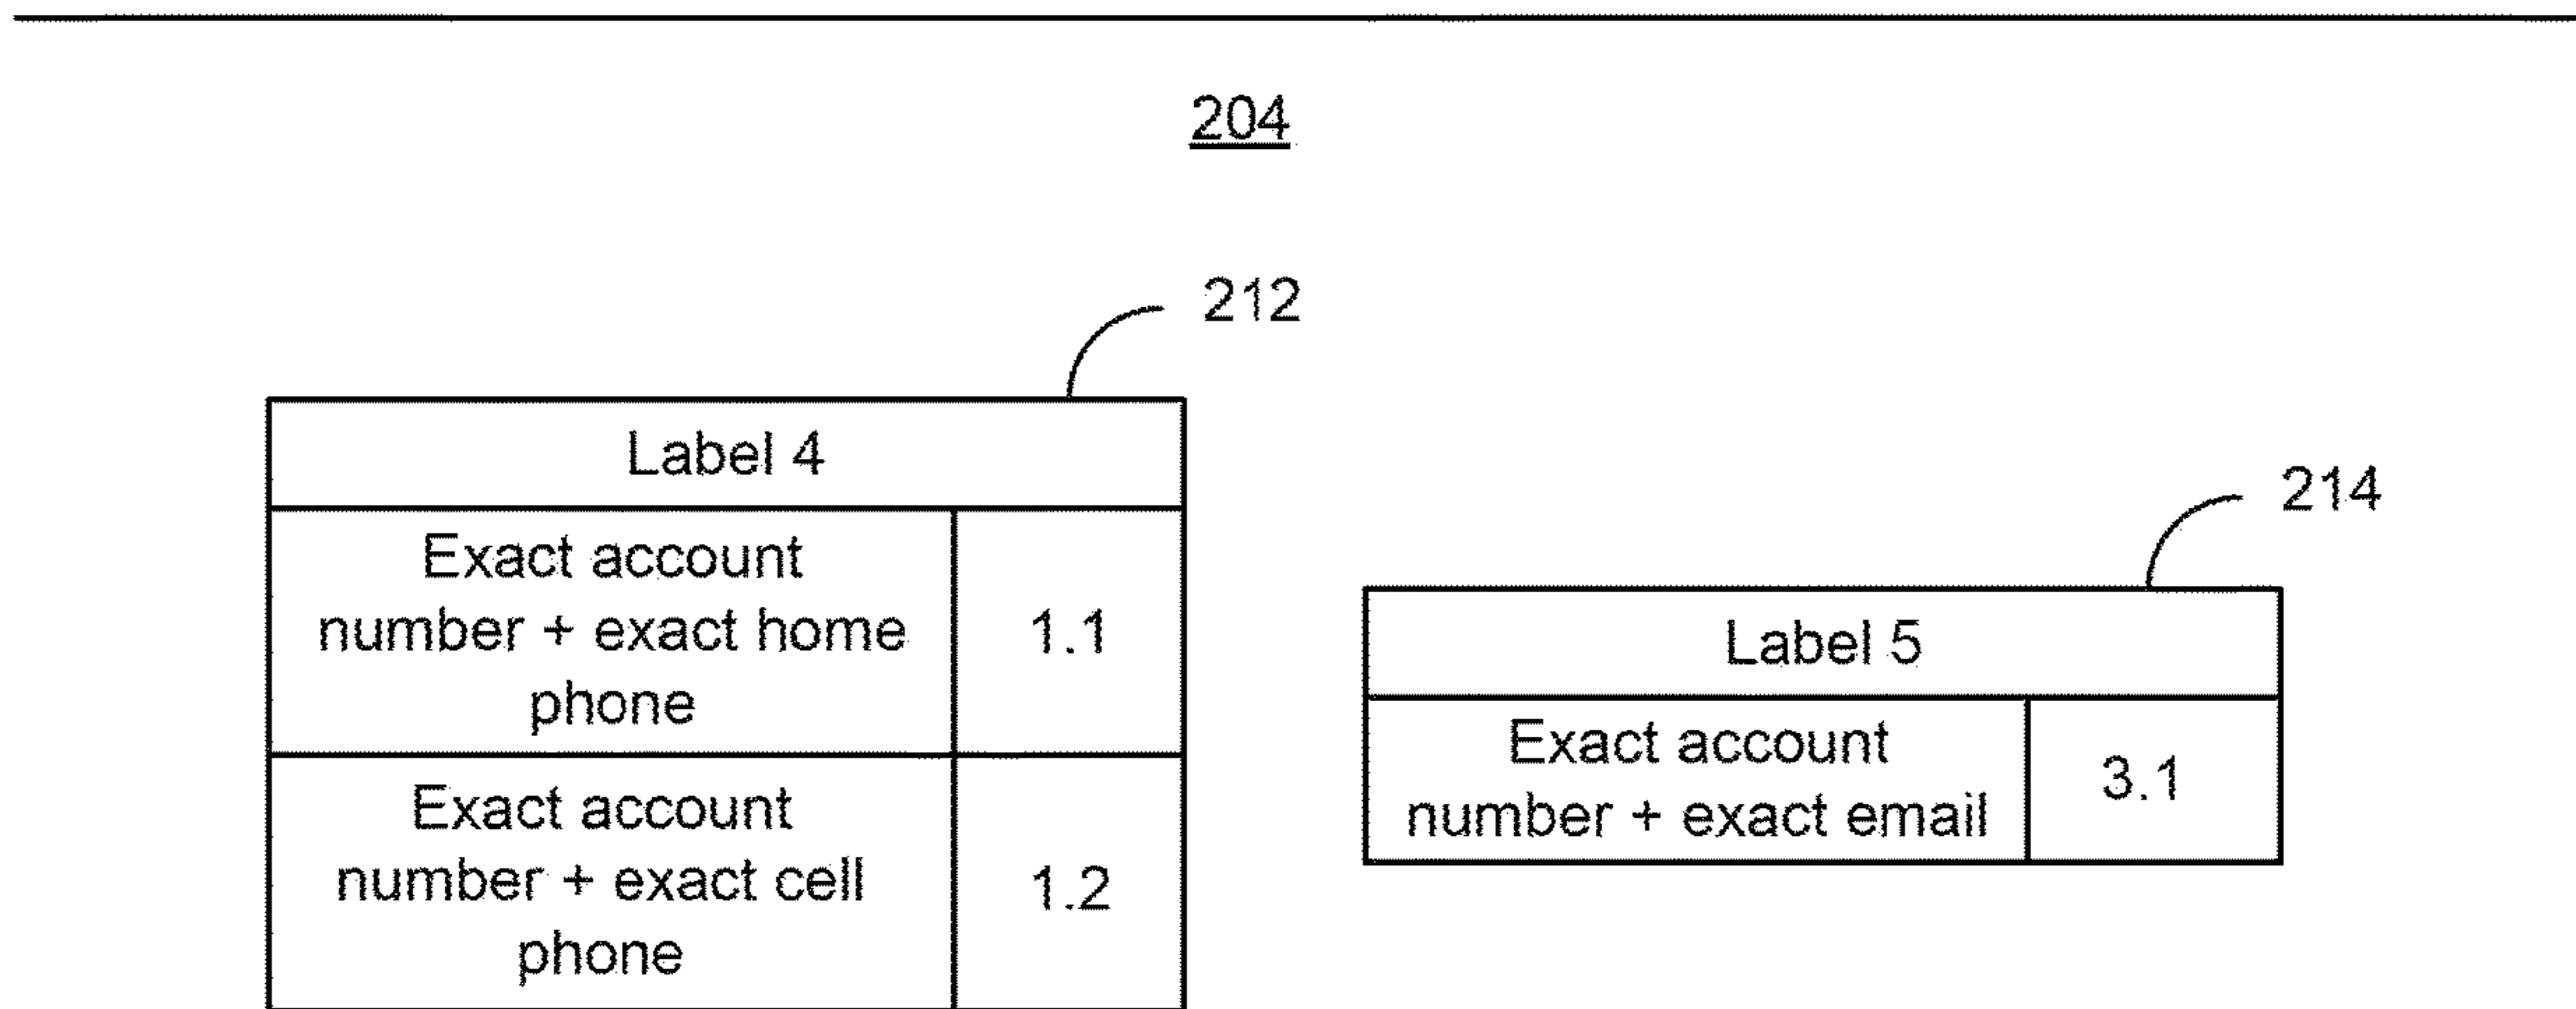 204
212
Label 4
Exact account
number + exact home
phone
1.1
Exact account
number + exact cell
phone
1.2
214
Label 5
Exact account
number + exact email
3.1